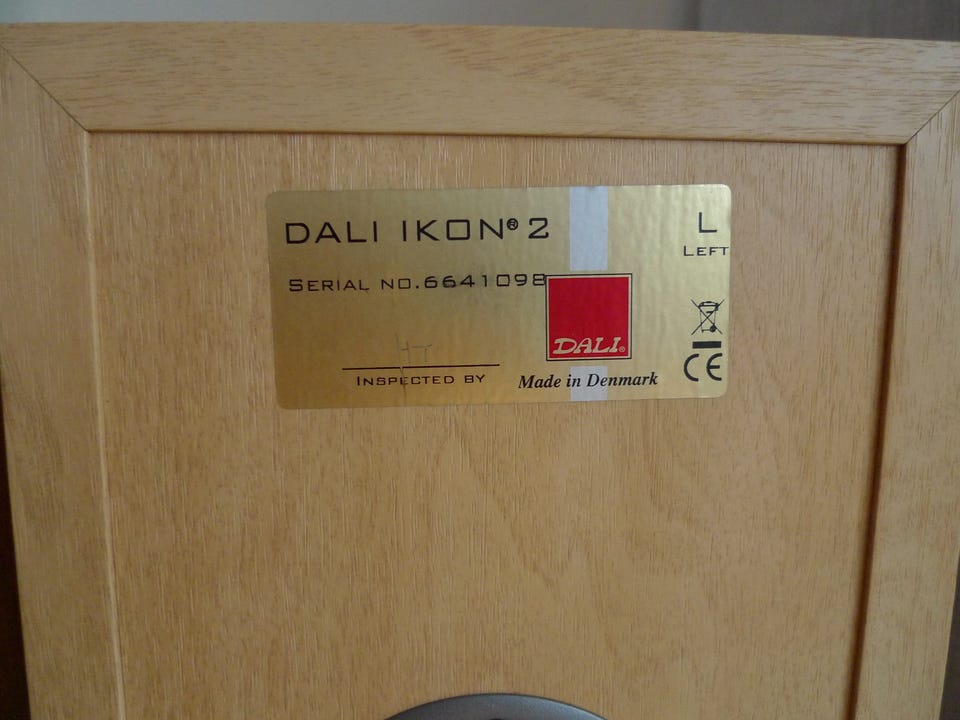 DALI IKON® 2
L
LEFT
SERIAL NO.6641098
DALI®
CE
INSPECTED BY
Made in Denmark